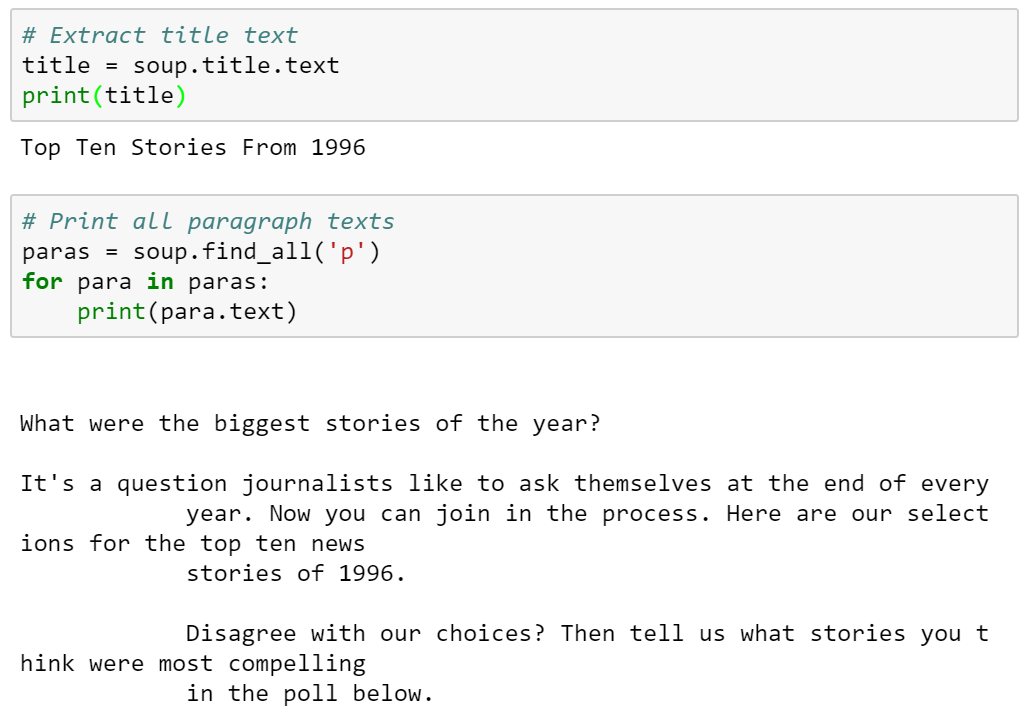 # Extract title text
title = soup.title.text
print(title)
Top Ten Stories From 1996
# Print all paragraph texts
paras = soup.find_all('p')
for para in paras:
    print(para.text)
What were the biggest stories of the year?
It's a question journalists like to ask themselves at the end of every
            year. Now you can join in the process. Here are our select
ions for the top ten news
            stories of 1996.
            Disagree with our choices? Then tell us what stories you t
hink were most compelling
            in the poll below.